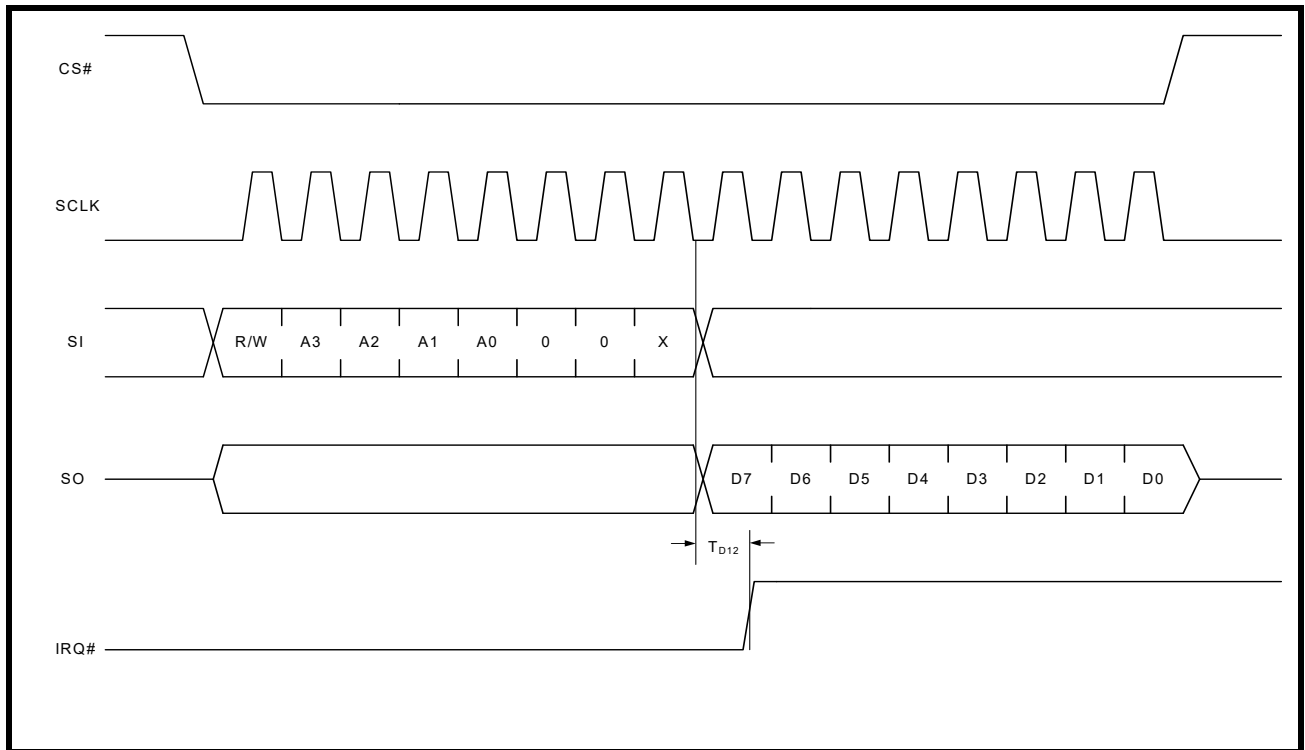 CS#
SCLK
SI R/W A3 A2 A1 A0 0 0 X
SO D7 D6 D5 D4 D3 D2 D1 D0
TD12
IRQ#